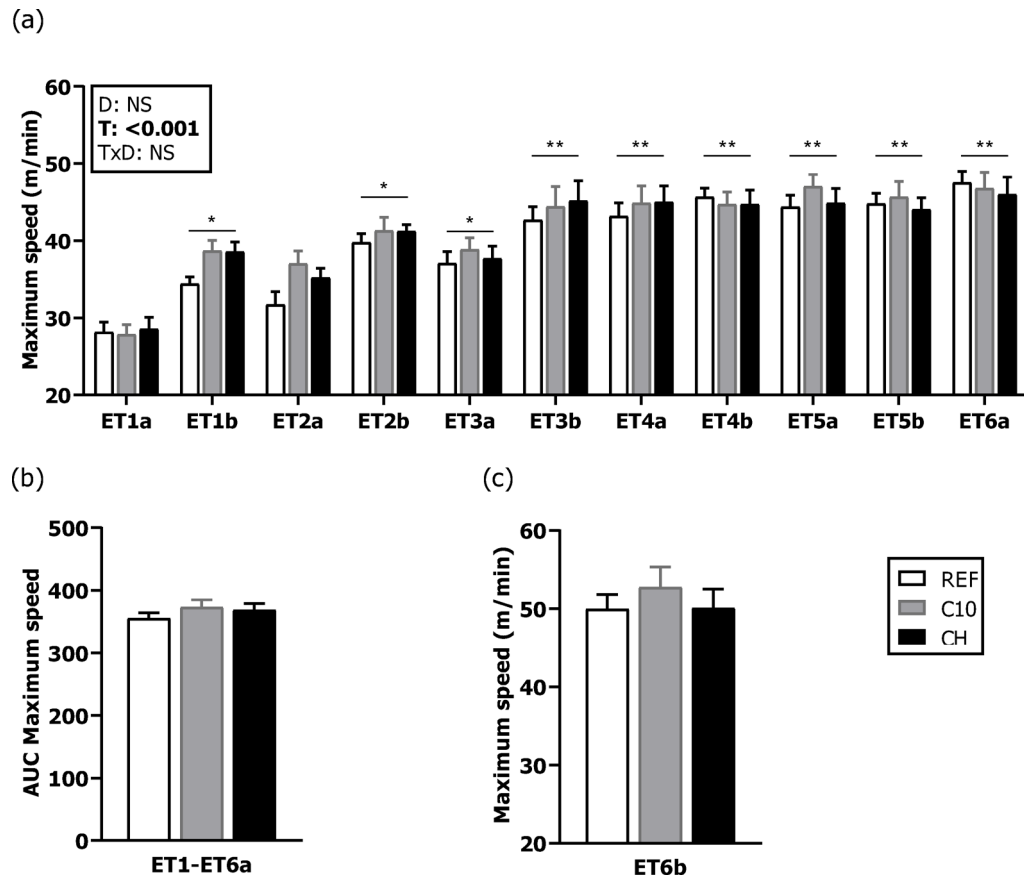 (a)
Maximum speed (m/min)
60
50
40
30
20
D: NS
T: <0.001
TxD: NS
*
*
*
**
**
**
**
**
**
ET1a ET1b ET2a ET2b ET3a ET3b ET4a ET4b ET5a ET5b ET6a
(b)
AUC Maximum speed
500
400
300
200
100
0
ET1-ET6a
(c)
Maximum speed (m/min)
60
50
40
30
20
ET6b
REF
C10
CH